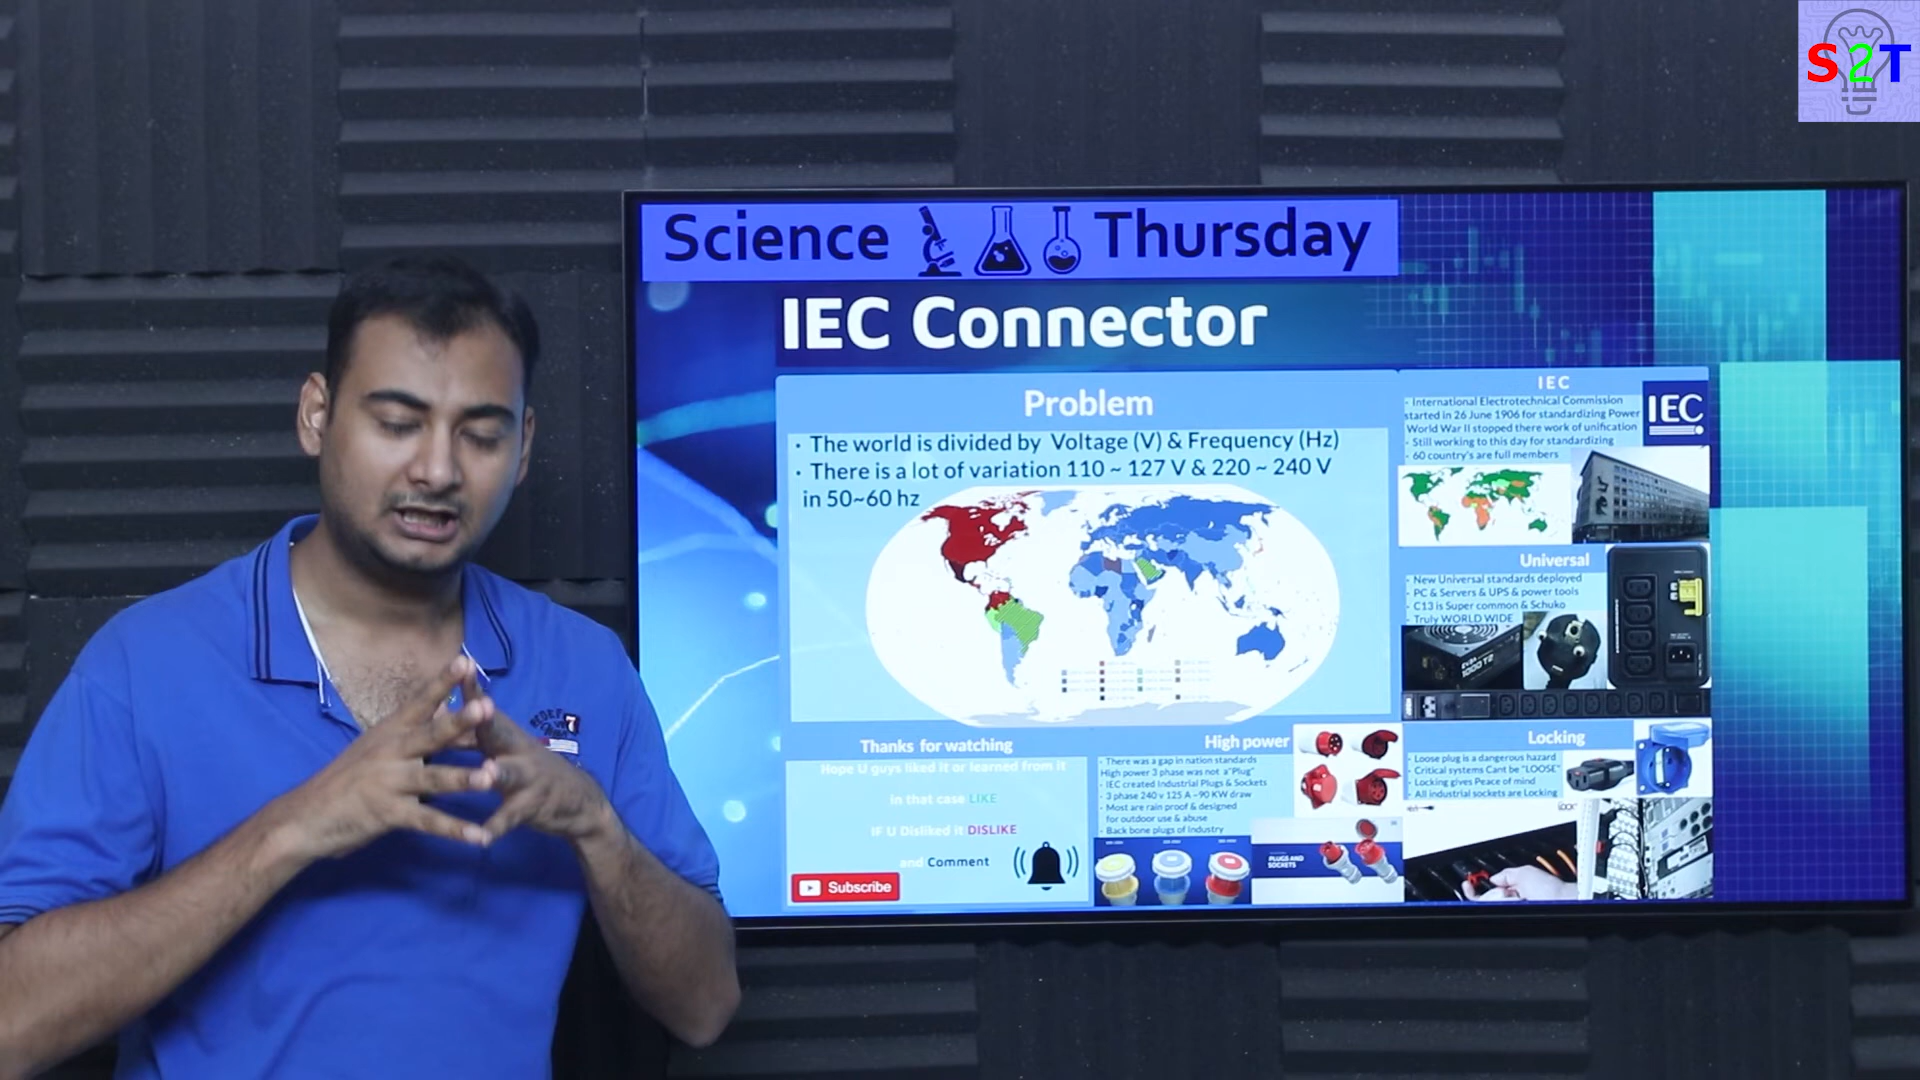 S2T
Science Thursday
IEC Connector
Problem
· The world is divided by Voltage (V) & Frequency (Hz)
· There is a lot of variation 110 ~ 127 V & 220 ~ 240 V
in 50~60 hz
IEC
· International Electrotechnical Commission
started in 26 June 1906 for standardizing Power
World War II stopped there work of unification
· Still working to this day for standardizing
· 60 country's are full members
IEC
Universal
· New Universal standards deployed
· PC & Servers & UPS & power tools
· C13 is Super common & Schuko
· Truly WORLD WIDE
EVGA
1000 T2
Thanks for watching
Hope U guys liked it or learned from it
in that case LIKE
IF U Disliked it DISLIKE
and Comment
Subscribe
High power
· There was a gap in nation standards
High power 3 phase was not a "Plug"
· IEC created Industrial Plugs & Sockets
3 phase 240 v 125 A ~90 KW draw
· Most are rain proof & designed
for outdoor use & abuse
· Back bone plugs of Industry
PLUGS AND
SOCKETS
Locking
· Loose plug is a dangerous hazard
· Critical systems Cant be "LOOSE"
· Locking gives Peace of mind
· All industrial sockets are Locking
7